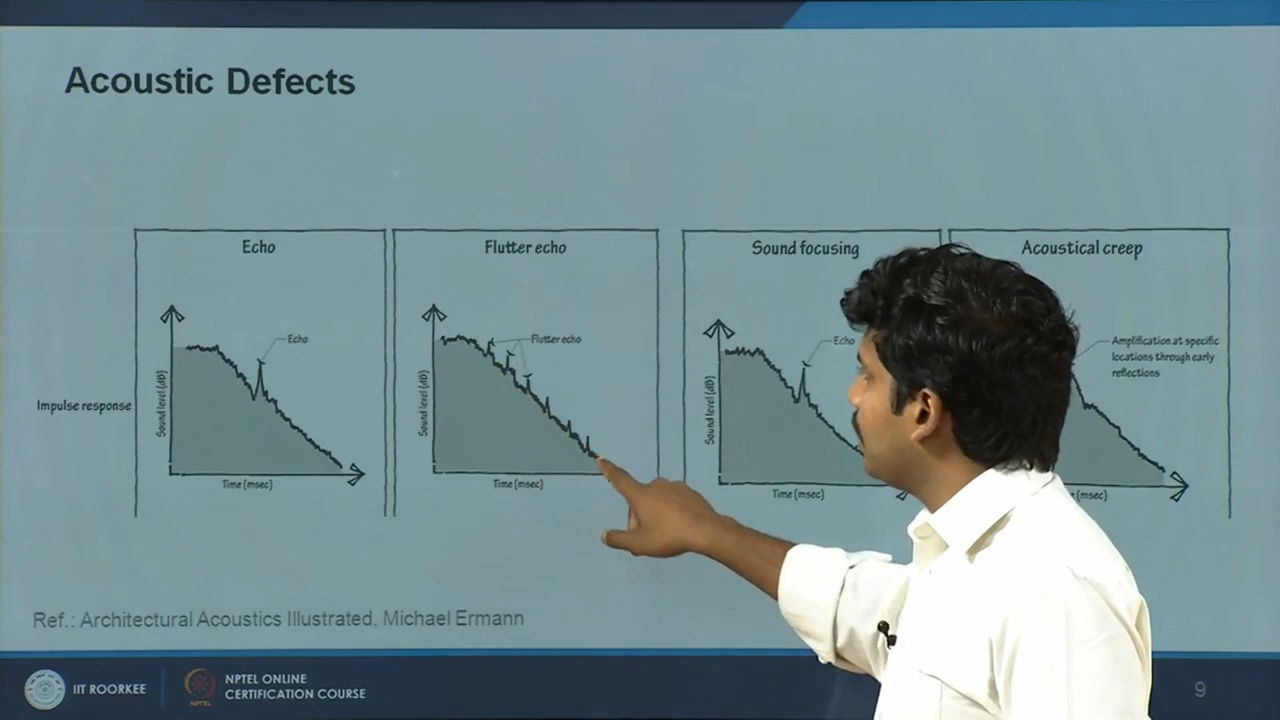 Acoustic Defects
Echo
Echo
Sound level (dB)
Time (msec)
Impulse response
Flutter echo
Flutter echo
Sound level (dB)
Time (msec)
Sound focusing
Echo
Sound level (dB)
Time (msec)
Acoustical creep
Amplification at specific
locations through early
reflections
(msec)
Ref.: Architectural Acoustics Illustrated, Michael Ermann
IIT ROORKEE
NPTEL
NPTEL ONLINE
CERTIFICATION COURSE
9